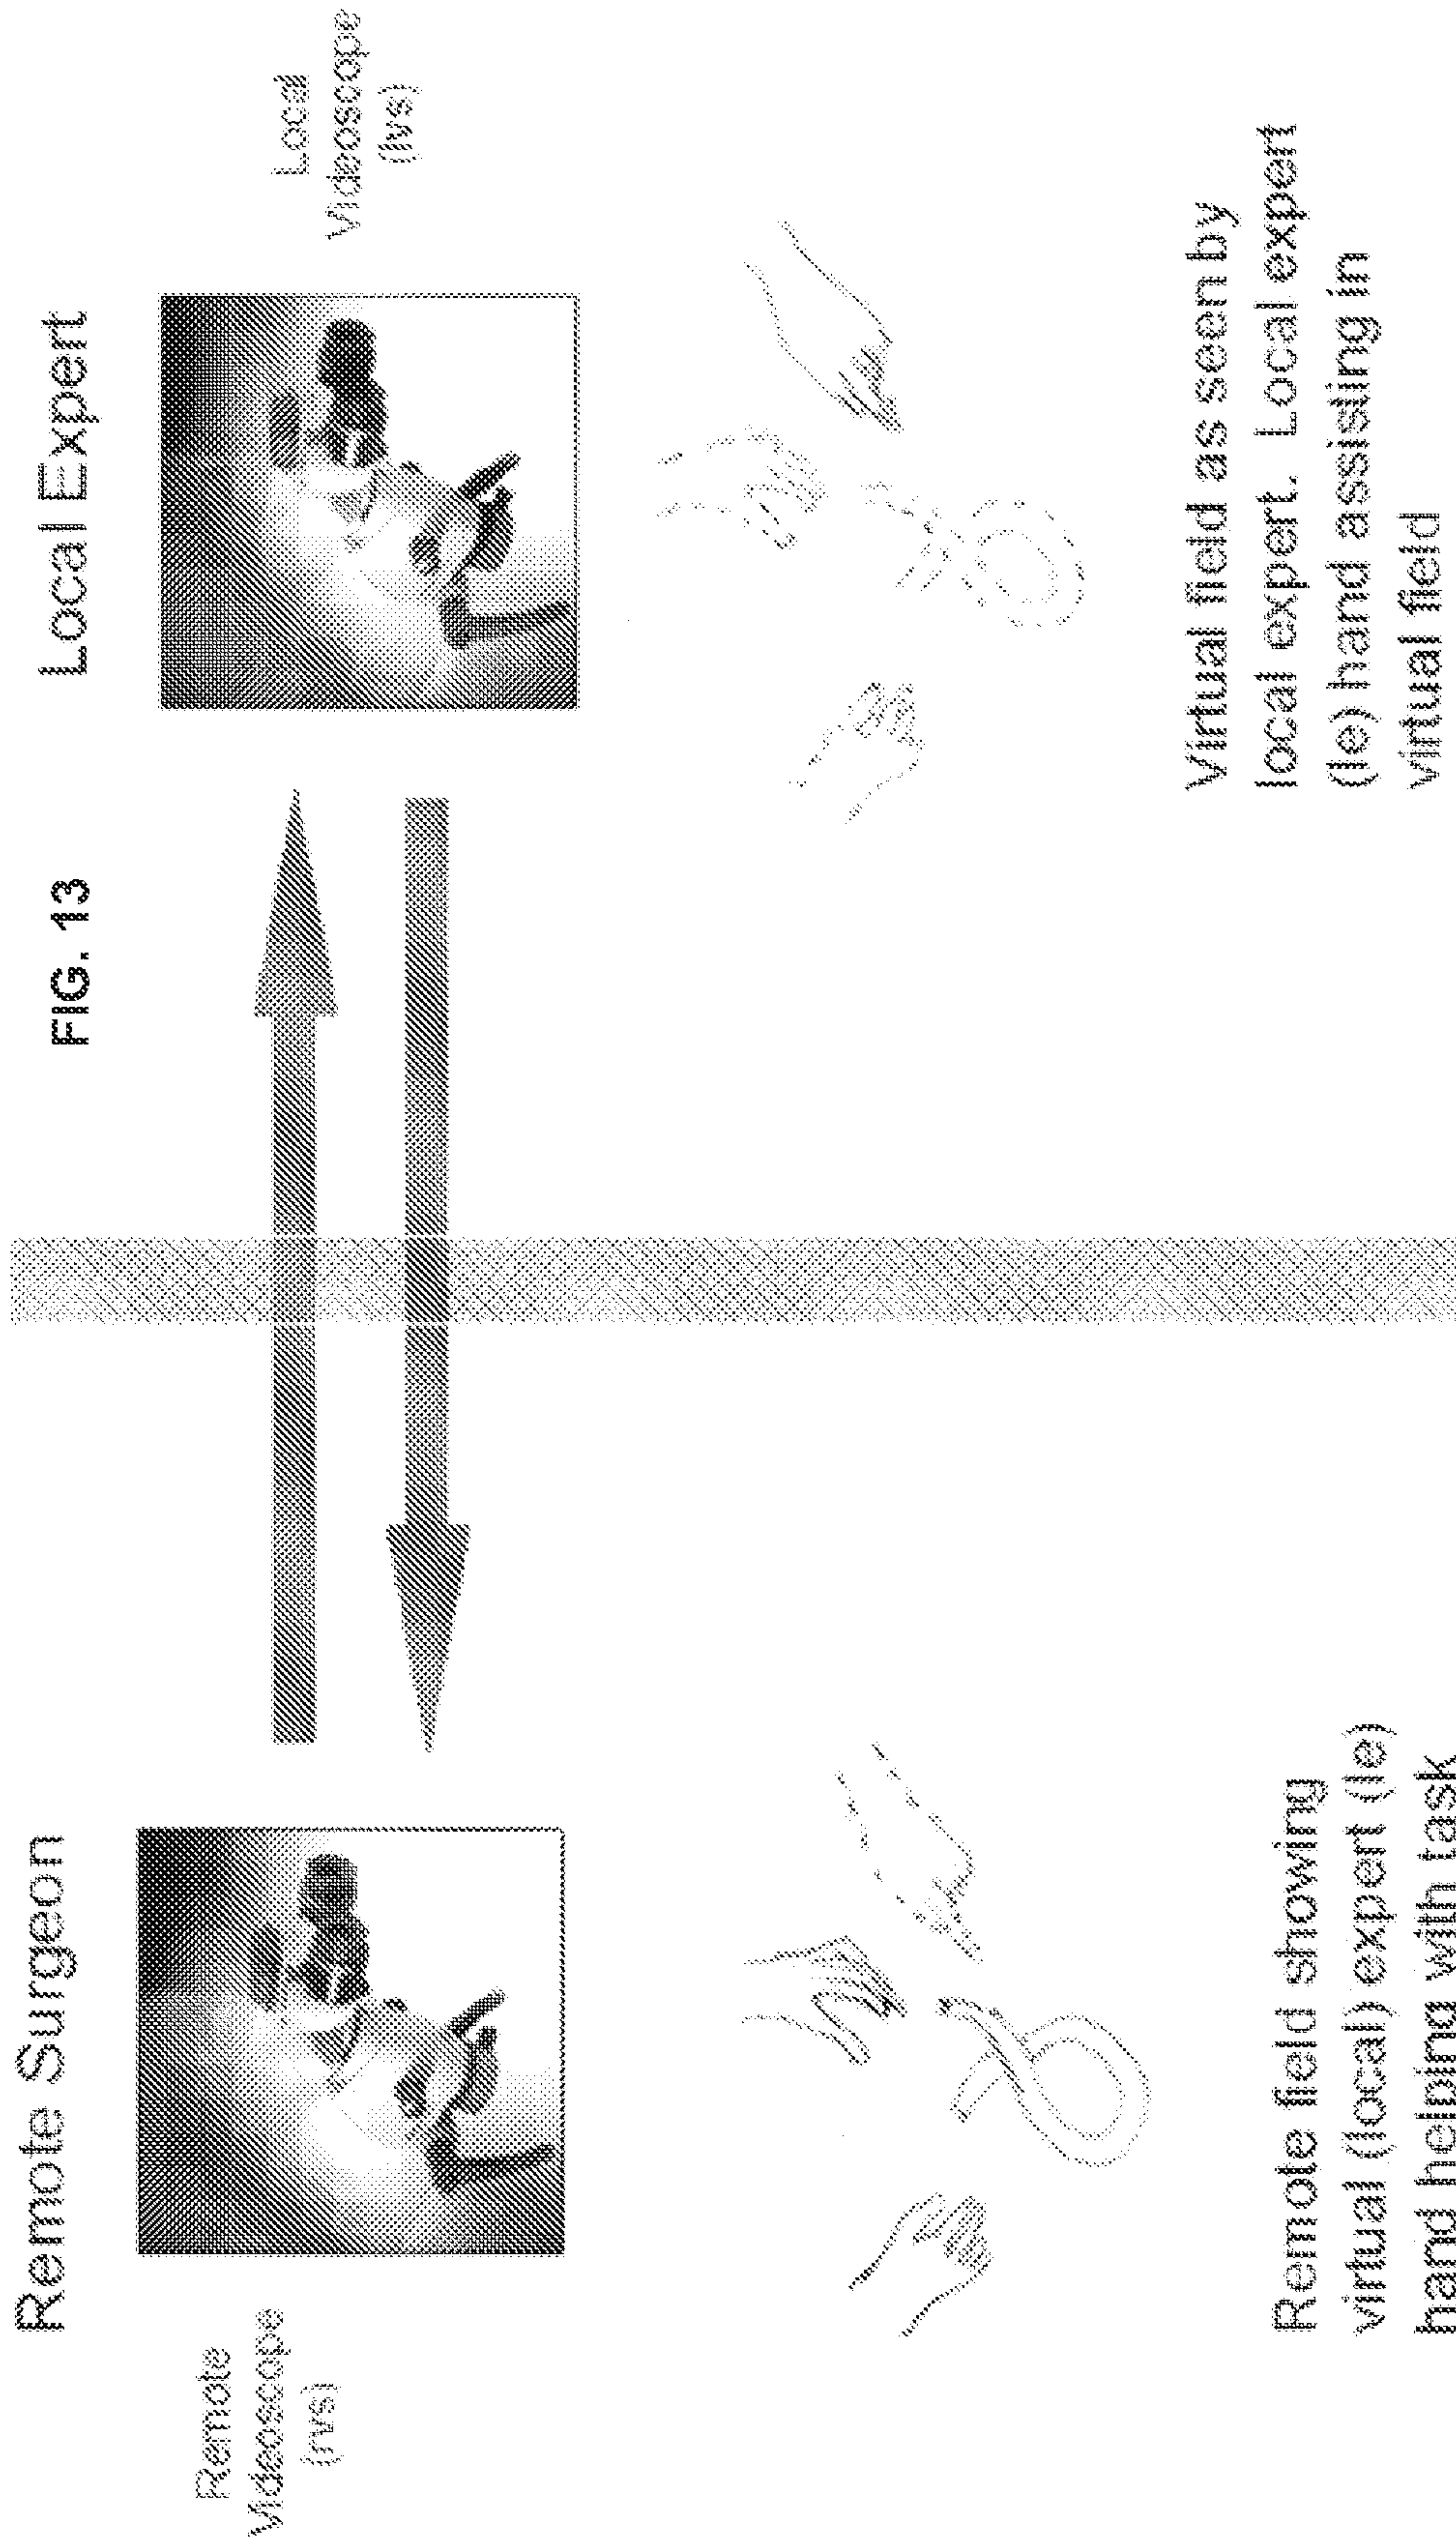 FIG. 13
Remote Surgeon
Local Expert
Remote
Videoscope
(rvs)
Local
Videoscope
(lvs)
Remote field showing
virtual (local) expert (le)
hand helping with task
Virtual field as seen by
local expert. Local expert
(le) hand assisting in
virtual field